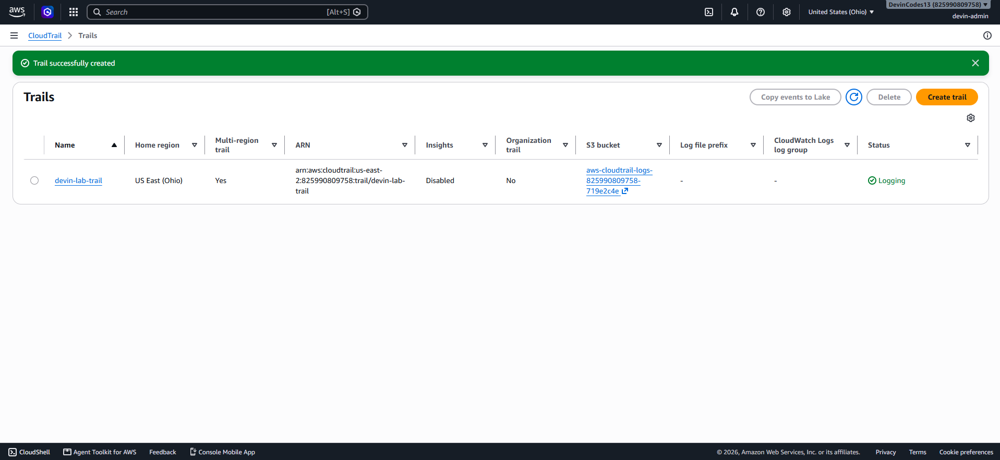 aws
Search
[Alt+S]
United States (Ohio)
DevinCodes13 (825990809758)
devin-admin
CloudTrail
Trails
Trail successfully created
Trails
Copy events to Lake
Delete
Create trail
Name
Home region
Multi-region
trail
ARN
Insights
Organization
trail
S3 bucket
Log file prefix
CloudWatch Logs
log group
Status
devin-lab-trail
US East (Ohio)
Yes
arn:aws:cloudtrail:us-east-
2:825990809758:trail/devin-lab-
trail
Disabled
No
aws-cloudtrail-logs-
825990809758-
719e2c4e
-
-
Logging
CloudShell
Agent Toolkit for AWS
Feedback
Console Mobile App
© 2026, Amazon Web Services, Inc. or its affiliates.
Privacy
Terms
Cookie preferences